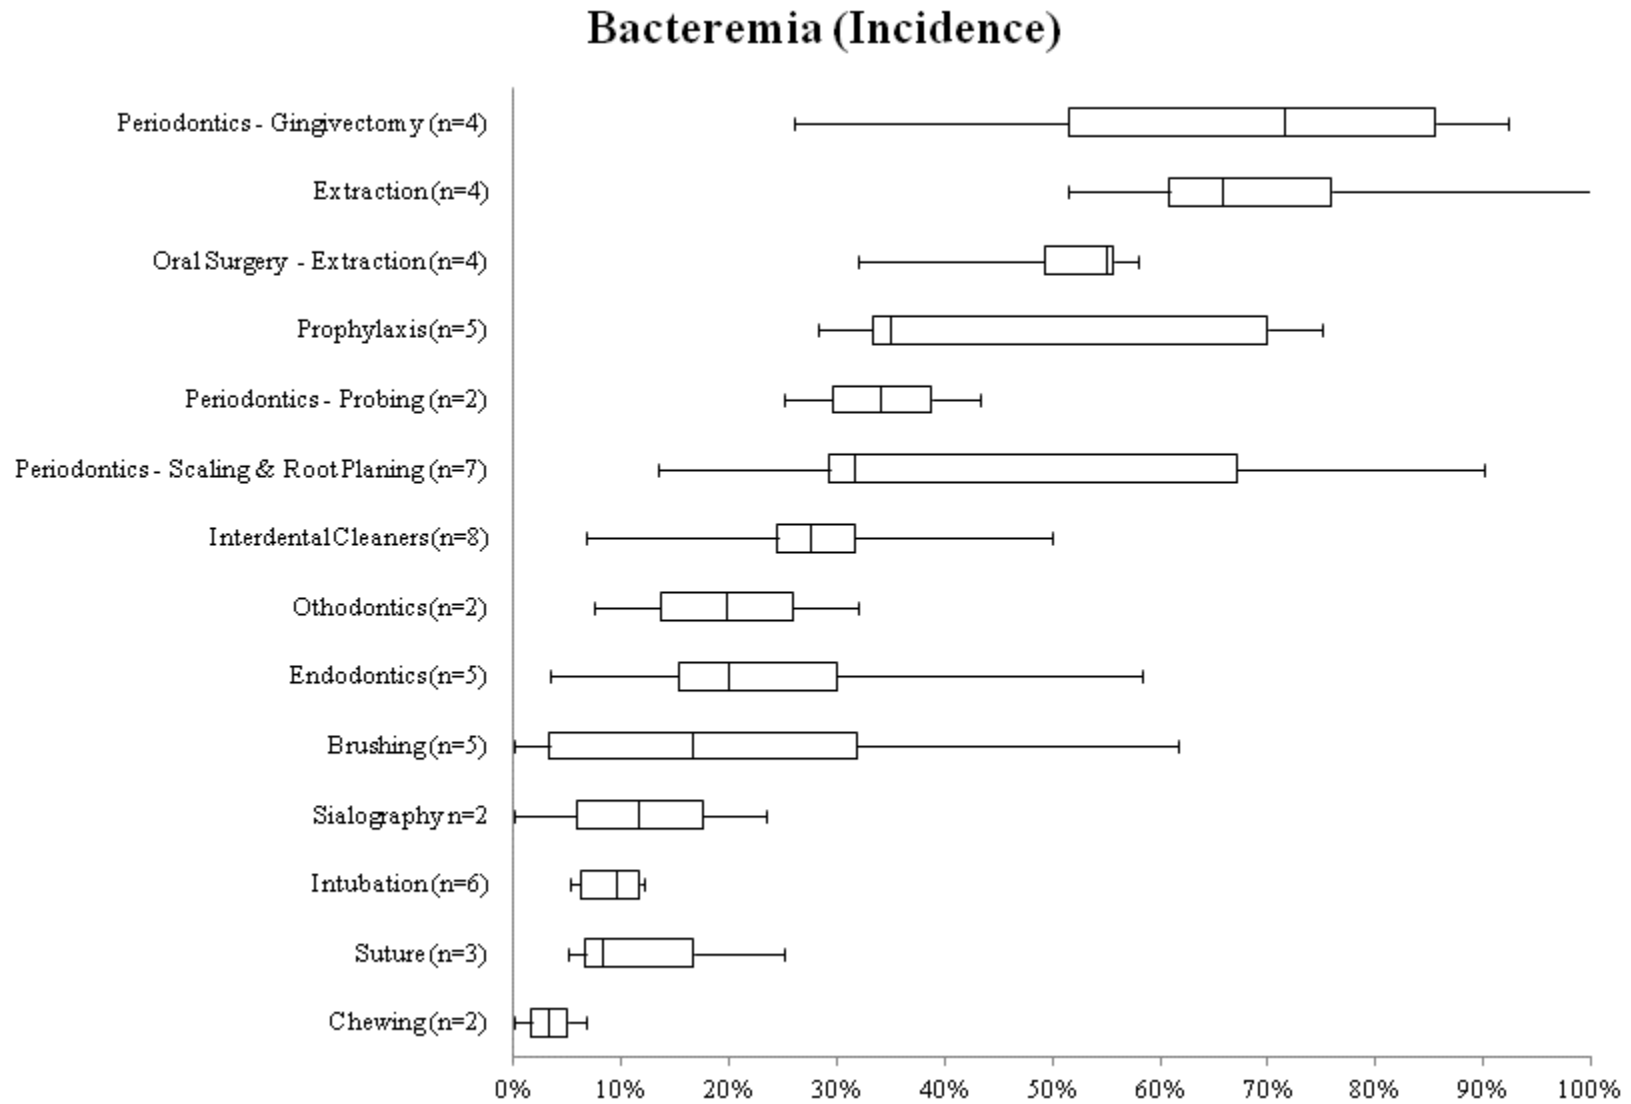 Bacteremia (Incidence)
Periodontics - Gingivectomy (n=4)
Extraction (n=4)
Oral Surgery - Extraction (n=4)
Prophylaxis (n=5)
Periodontics - Probing (n=2)
Periodontics - Scaling & Root Planing (n=7)
Interdental Cleaners (n=8)
Othodontics (n=2)
Endodontics (n=5)
Brushing (n=5)
Sialography n=2
Intubation (n=6)
Suture (n=3)
Chewing (n=2)
0% 10% 20% 30% 40% 50% 60% 70% 80% 90% 100%